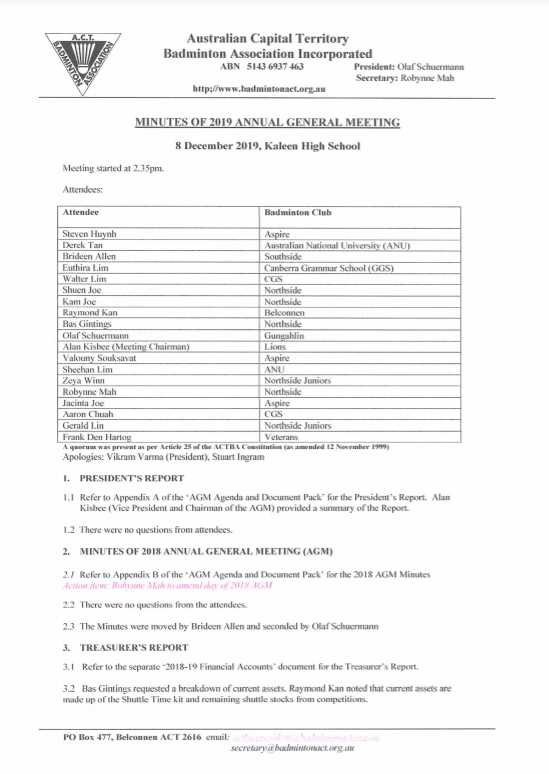 A.C.T.
BADMINTON ASSOCIATION
Australian Capital Territory
Badminton Association Incorporated
ABN 5143 6937 463
President: Olaf Schuermann
Secretary: Robynne Mah
http;//www.badmintonact.org.au
MINUTES OF 2019 ANNUAL GENERAL MEETING
8 December 2019, Kaleen High School
Meeting started at 2.35pm.
Attendees:
Attendee Badminton Club
Steven Huynh Aspire
Derek Tan Australian National University (ANU)
Brideen Allen Southside
Euthira Lim Canberra Grammar School (GGS)
Walter Lim CGS
Shuen Joe Northside
Kam Joe Northside
Raymond Kan Belconnen
Bas Gintings Northside
Olaf Schuermann Gungahlin
Alan Kisbee (Meeting Chairman) Lions
Valouny Souksavat Aspire
Sheehan Lim ANU
Zeya Winn Northside Juniors
Robynne Mah Northside
Jacinta Joe Aspire
Aaron Chuah CGS
Gerald Lin Northside Juniors
Frank Den Hartog Veterans
A quorum was present as per Article 25 of the ACTBA Constitution (as amended 12 November 1999)
Apologies: Vikram Varma (President), Stuart Ingram
1. PRESIDENT'S REPORT
1.1 Refer to Appendix A of the 'AGM Agenda and Document Pack' for the President's Report. Alan
Kisbee (Vice President and Chairman of the AGM) provided a summary of the Report.
1.2 There were no questions from attendees.
2. MINUTES OF 2018 ANNUAL GENERAL MEETING (AGM)
2.1 Refer to Appendix B of the 'AGM Agenda and Document Pack' for the 2018 AGM Minutes
Action item: Robynne Mah to amend day of 2018 AGM
2.2 There were no questions from the attendees.
2.3 The Minutes were moved by Brideen Allen and seconded by Olaf Schuermann
3. TREASURER'S REPORT
3.1 Refer to the separate '2018-19 Financial Accounts' document for the Treasurer's Report.
3.2 Bas Gintings requested a breakdown of current assets. Raymond Kan noted that current assets are
made up of the Shuttle Time kit and remaining shuttle stocks from competitions.
PO Box 477, Belconnen ACT 2616 email:
secretary@badmintonact.org.au